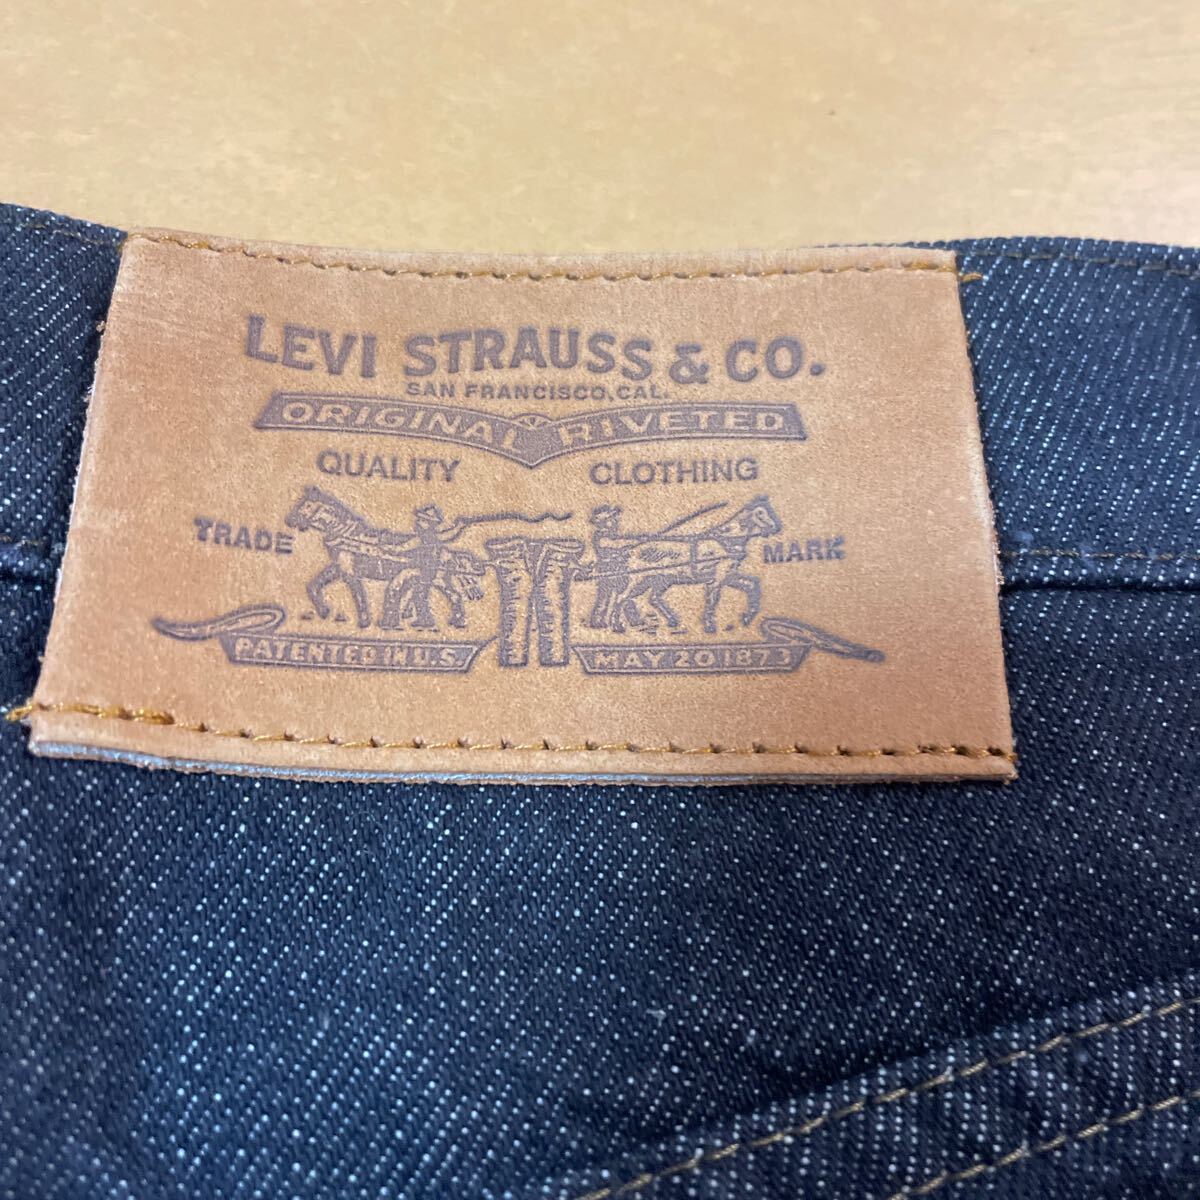 LEVI STRAUSS & CO.
SAN FRANCISCO, CAL.
ORIGINAL RIVETED
QUALITY CLOTHING
TRADE MARK
PATENTED IN U.S. MAY 20 1873